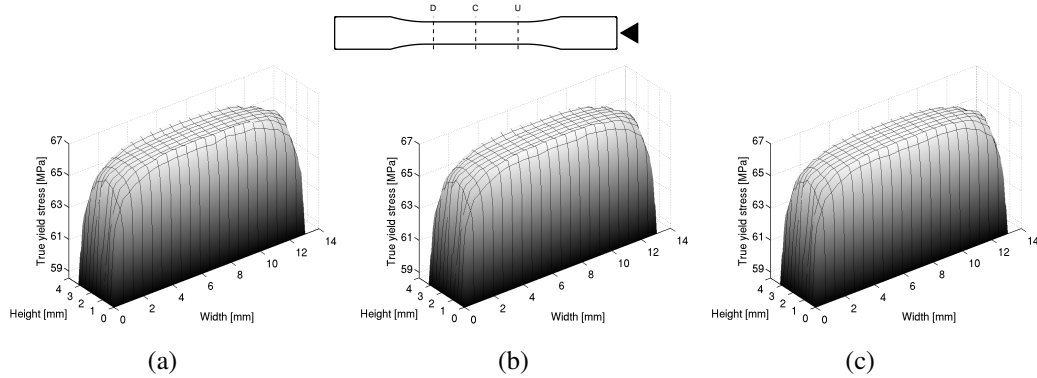 D C U
67
65
63
61
59
True yield stress [MPa]
4 3 2 1 0
Height [mm]
0 2 4 6 8 10 12 14
Width [mm]
(a)
67
65
63
61
59
True yield stress [MPa]
4 3 2 1 0
Height [mm]
0 2 4 6 8 10 12 14
Width [mm]
(b)
67
65
63
61
59
True yield stress [MPa]
4 3 2 1 0
Height [mm]
0 2 4 6 8 10 12 14
Width [mm]
(c)